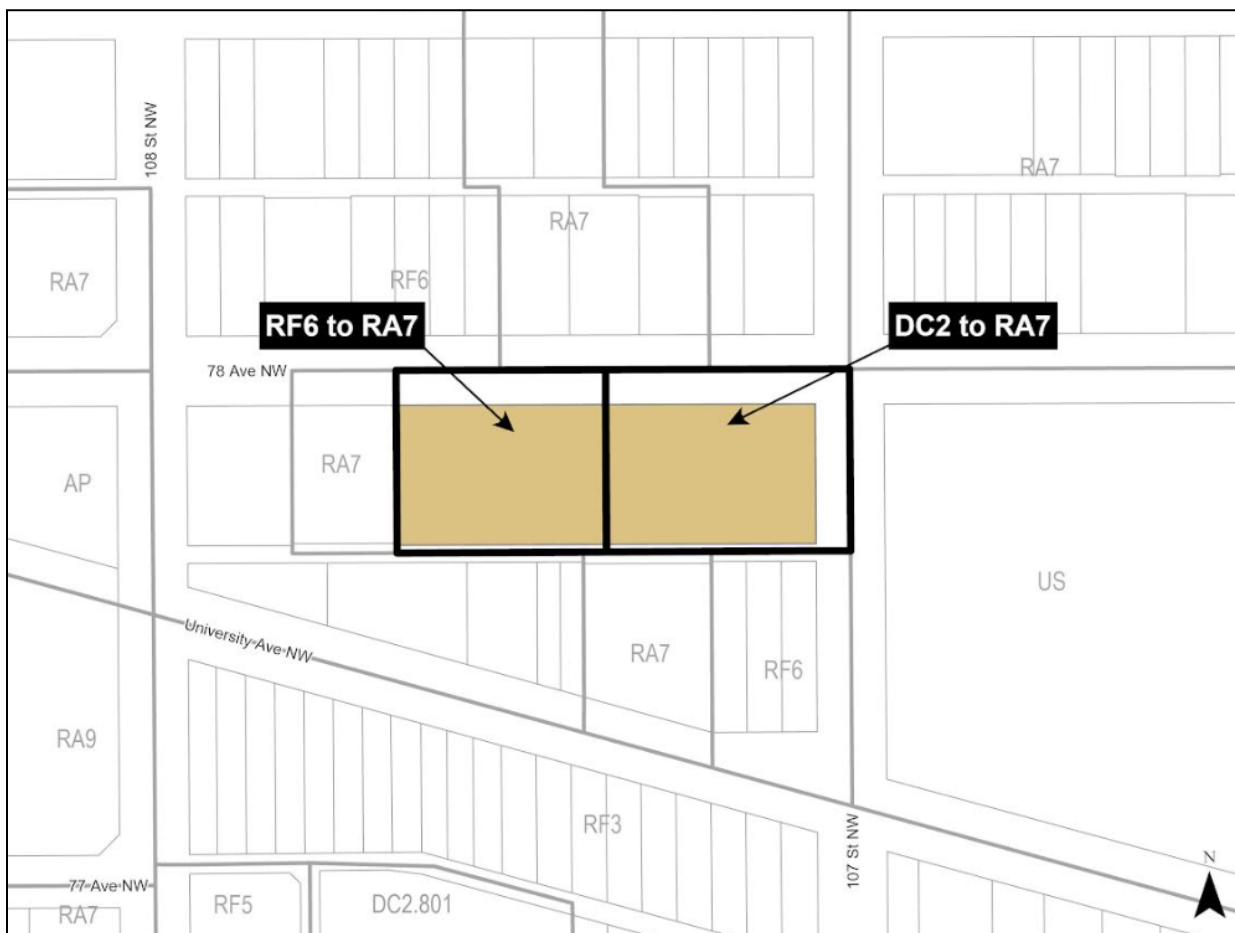 108 St NW
RA7
RA7
RA7
RF6
RF6 to RA7
DC2 to RA7
78 Ave NW
AP
RA7
US
University Ave NW
RA7
RF6
RA9
RF3
107 St NW
N
77 Ave NW
RA7
RF5
DC2.801